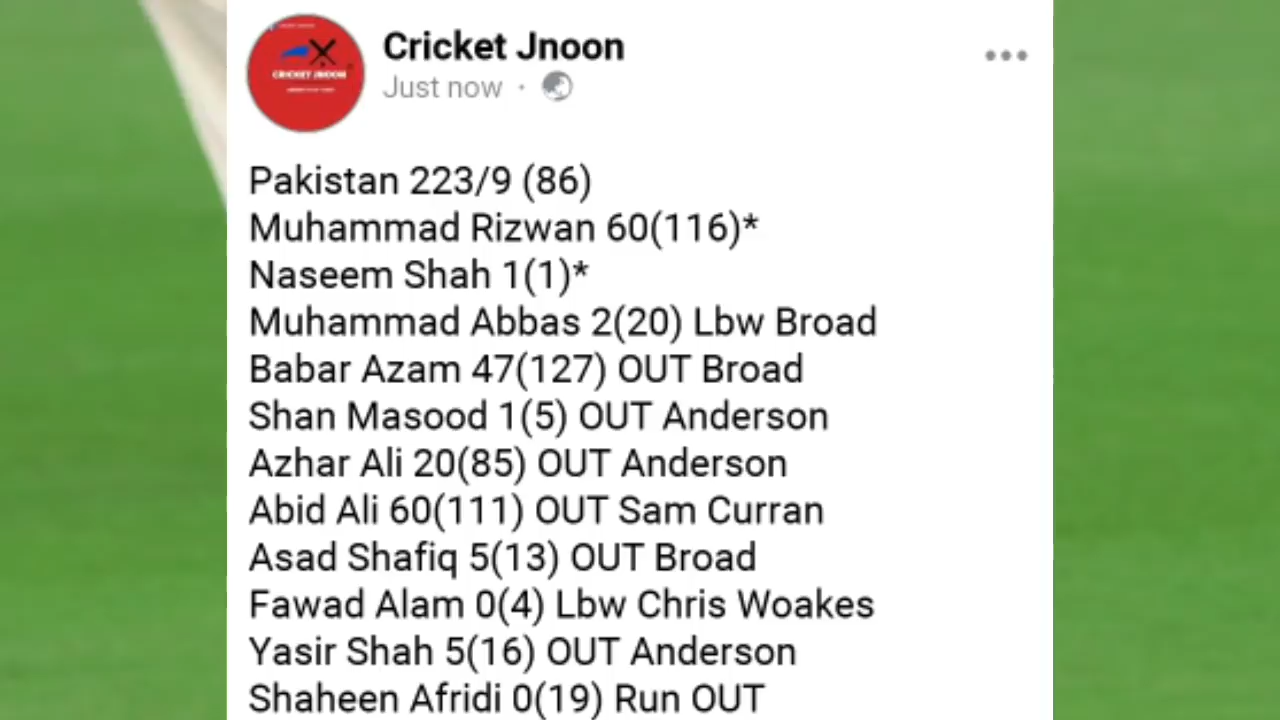 Cricket Jnoon
Just now ·
CRICKET JNOON
Pakistan 223/9 (86)
Muhammad Rizwan 60(116)*
Naseem Shah 1(1)*
Muhammad Abbas 2(20) Lbw Broad
Babar Azam 47(127) OUT Broad
Shan Masood 1(5) OUT Anderson
Azhar Ali 20(85) OUT Anderson
Abid Ali 60(111) OUT Sam Curran
Asad Shafiq 5(13) OUT Broad
Fawad Alam 0(4) Lbw Chris Woakes
Yasir Shah 5(16) OUT Anderson
Shaheen Afridi 0(19) Run OUT